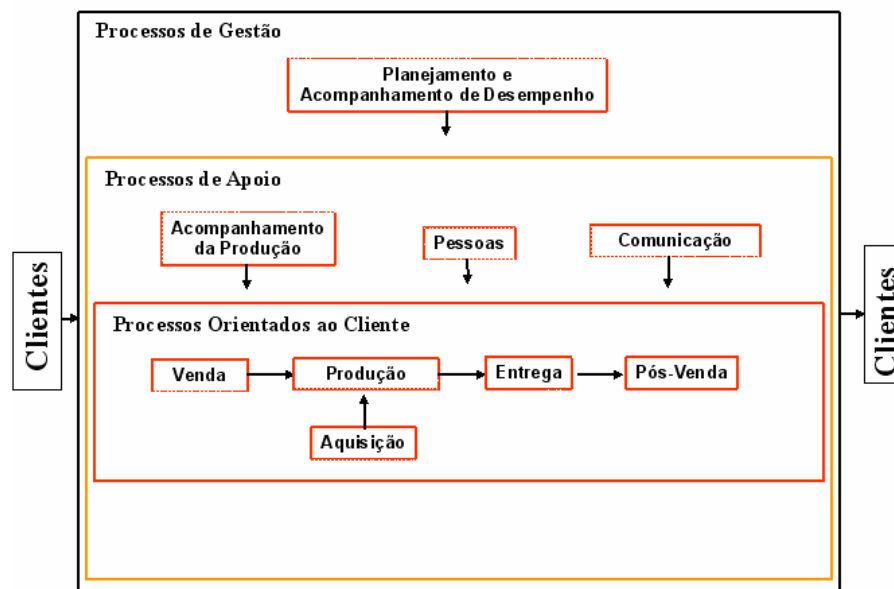 Processos de Gestão
Planejamento e
Acompanhamento de Desempenho
Processos de Apoio
Acompanhamento
da Produção
Pessoas
Comunicação
Clientes
Clientes
Processos Orientados ao Cliente
Venda
Produção
Entrega
Pós-Venda
Aquisição